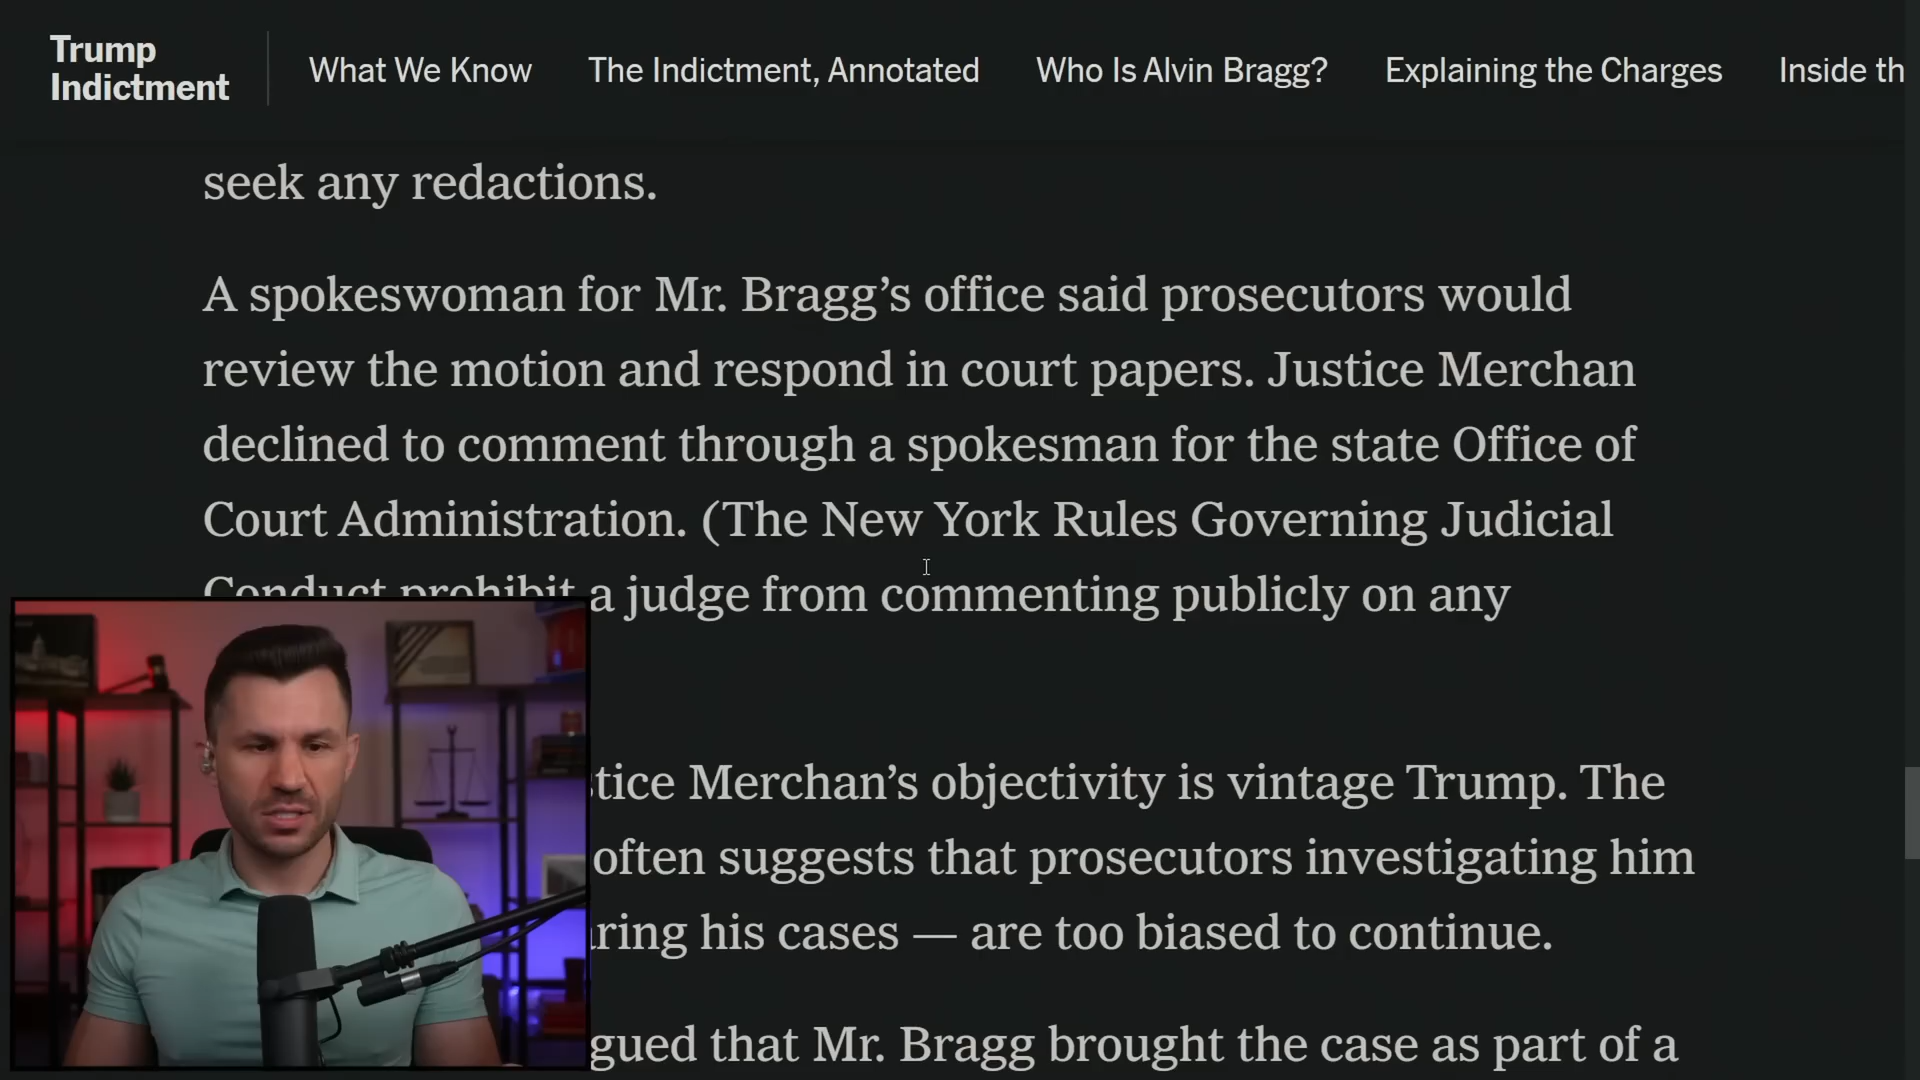 Trump
Indictment
What We Know
The Indictment, Annotated
Who Is Alvin Bragg?
Explaining the Charges
Inside th
seek any redactions.
A spokeswoman for Mr. Bragg’s office said prosecutors would
review the motion and respond in court papers. Justice Merchan
declined to comment through a spokesman for the state Office of
Court Administration. (The New York Rules Governing Judicial
Conduct prohibit a judge from commenting publicly on any
stice Merchan’s objectivity is vintage Trump. The
often suggests that prosecutors investigating him
ring his cases — are too biased to continue.
gued that Mr. Bragg brought the case as part of a